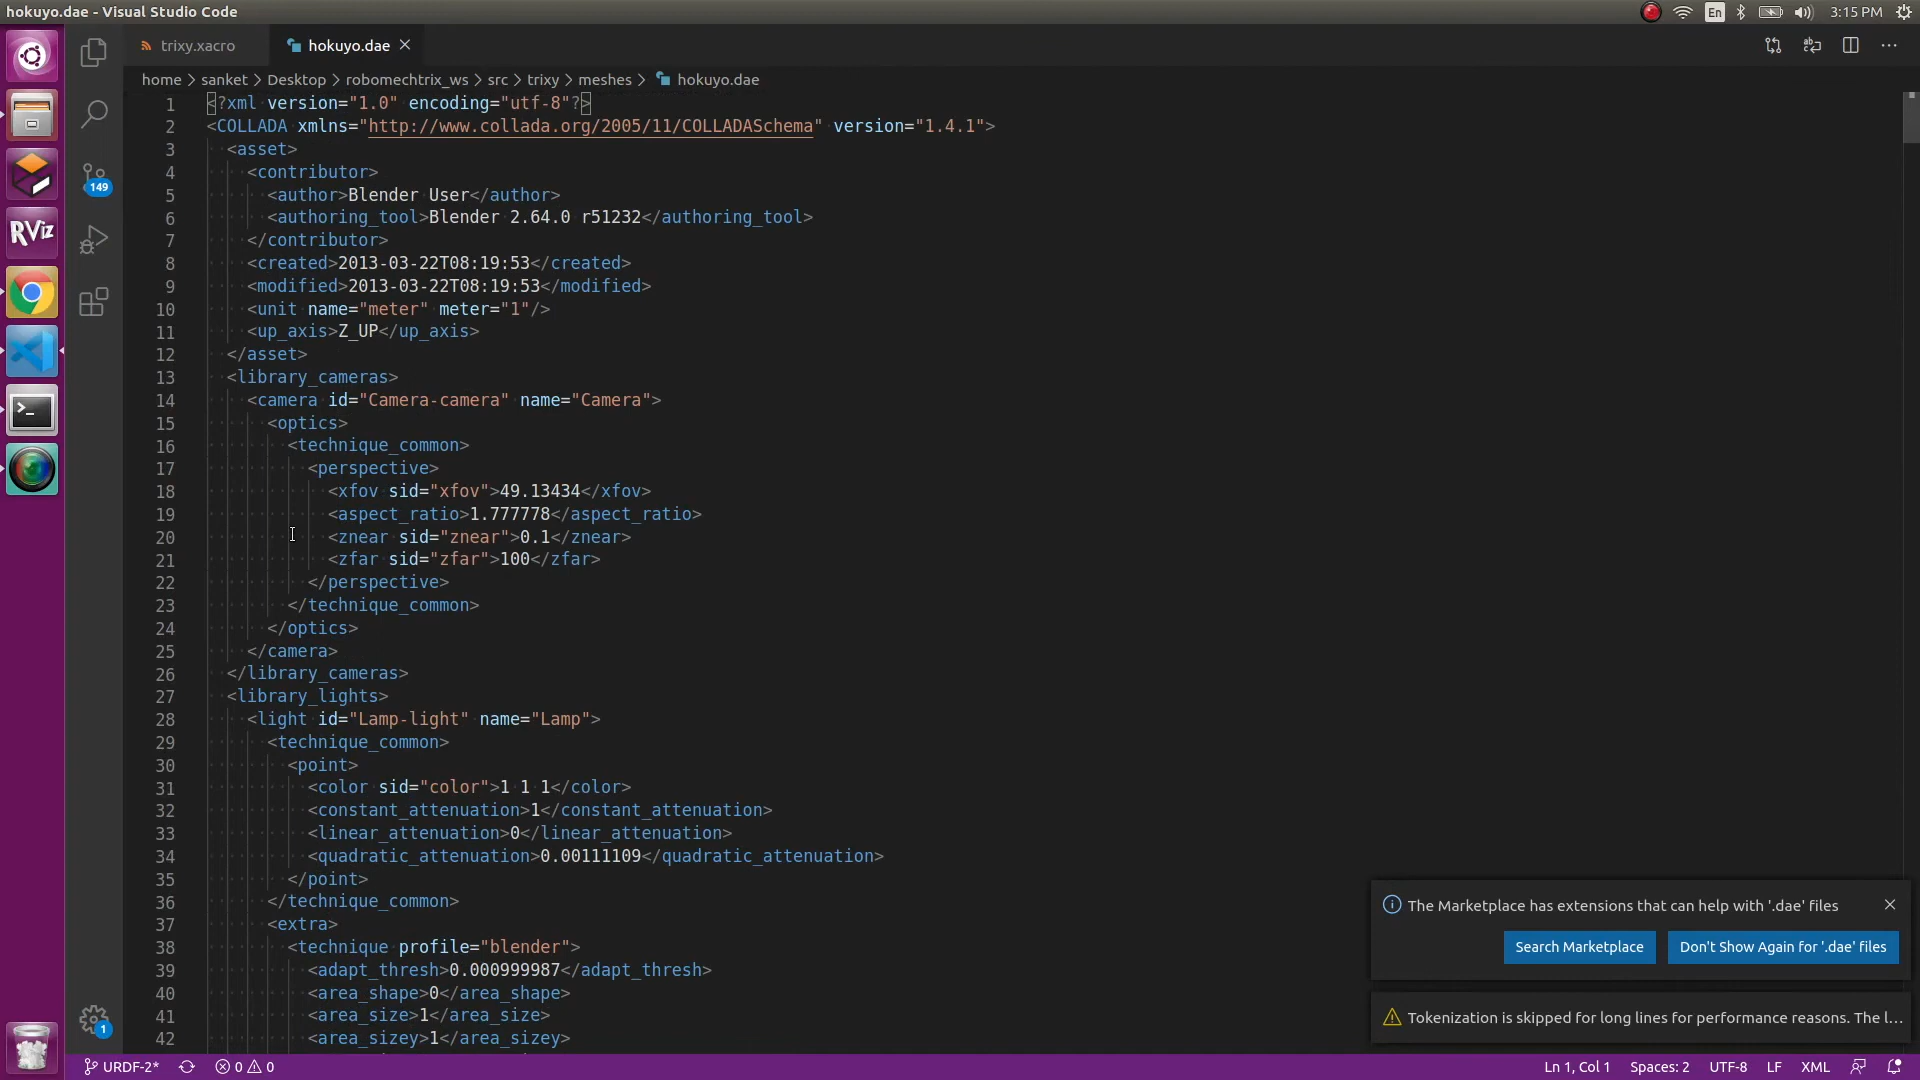 hokuyo.dae - Visual Studio Code
En
3:15 PM
trixy.xacro
hokuyo.dae
home > sanket > Desktop > robomechtrix_ws > src > trixy > meshes > hokuyo.dae
RViz
149
1
1 <?xml version="1.0" encoding="utf-8"?>
2 <COLLADA xmlns="http://www.collada.org/2005/11/COLLADASchema" version="1.4.1">
3 <asset>
4 <contributor>
5 <author>Blender User</author>
6 <authoring_tool>Blender 2.64.0 r51232</authoring_tool>
7 </contributor>
8 <created>2013-03-22T08:19:53</created>
9 <modified>2013-03-22T08:19:53</modified>
10 <unit name="meter" meter="1"/>
11 <up_axis>Z_UP</up_axis>
12 </asset>
13 <library_cameras>
14 <camera id="Camera-camera" name="Camera">
15 <optics>
16 <technique_common>
17 <perspective>
18 <xfov sid="xfov">49.13434</xfov>
19 <aspect_ratio>1.777778</aspect_ratio>
20 <znear sid="znear">0.1</znear>
21 <zfar sid="zfar">100</zfar>
22 </perspective>
23 </technique_common>
24 </optics>
25 </camera>
26 </library_cameras>
27 <library_lights>
28 <light id="Lamp-light" name="Lamp">
29 <technique_common>
30 <point>
31 <color sid="color">1 1 1</color>
32 <constant_attenuation>1</constant_attenuation>
33 <linear_attenuation>0</linear_attenuation>
34 <quadratic_attenuation>0.00111109</quadratic_attenuation>
35 </point>
36 </technique_common>
37 <extra>
38 <technique profile="blender">
39 <adapt_thresh>0.000999987</adapt_thresh>
40 <area_shape>0</area_shape>
41 <area_size>1</area_size>
42 <area_sizey>1</area_sizey>
The Marketplace has extensions that can help with '.dae' files
Search Marketplace
Don't Show Again for '.dae' files
Tokenization is skipped for long lines for performance reasons. The l...
URDF-2*
0 0
Ln 1, Col 1
Spaces: 2
UTF-8
LF
XML